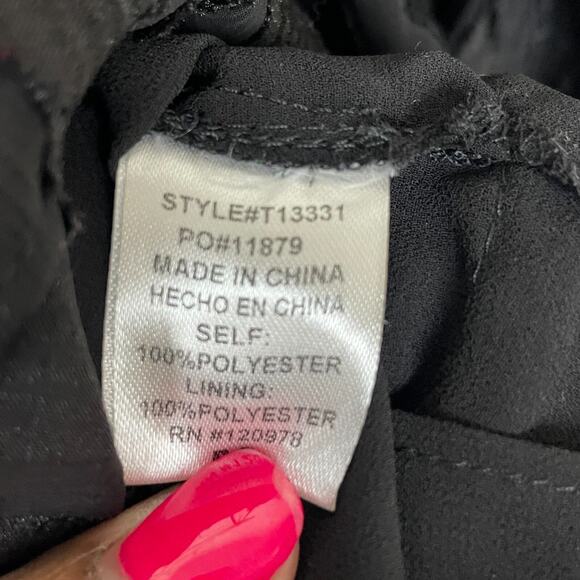 STYLE#T13331
PO#11879
MADE IN CHINA
HECHO EN CHINA
SELF:
100%POLYESTER
LINING:
100%POLYESTER
RN #120978